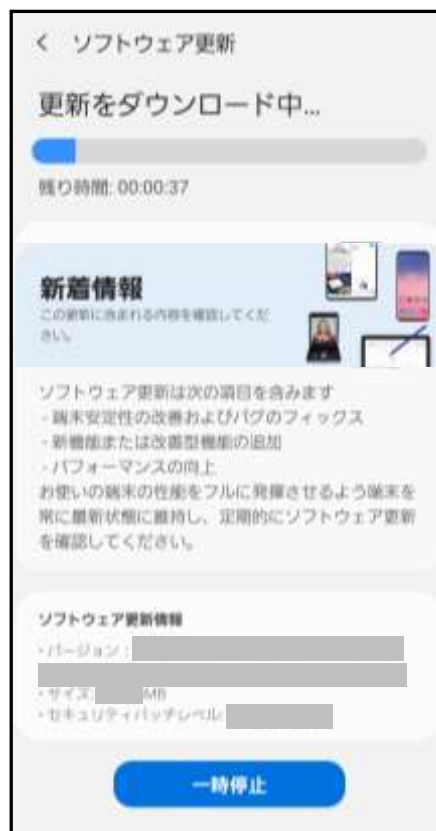 ソフトウェア更新
更新をダウンロード中...
残り時間: 00:00:37
新着情報
この更新に含まれる内容を確認してくだ
さい。
ソフトウェア更新は次の項目を含みます
- 端末安定性の改善およびバグのフィックス
- 新機能または改善型機能の追加
- パフォーマンスの向上
お使いの端末の性能をフルに発揮させるよう端末を
常に最新状態に維持し、定期的にソフトウェア更新
を確認してください。
ソフトウェア更新情報
・バージョン :
・サイズ: MB
・セキュリティパッチレベル:
一時停止